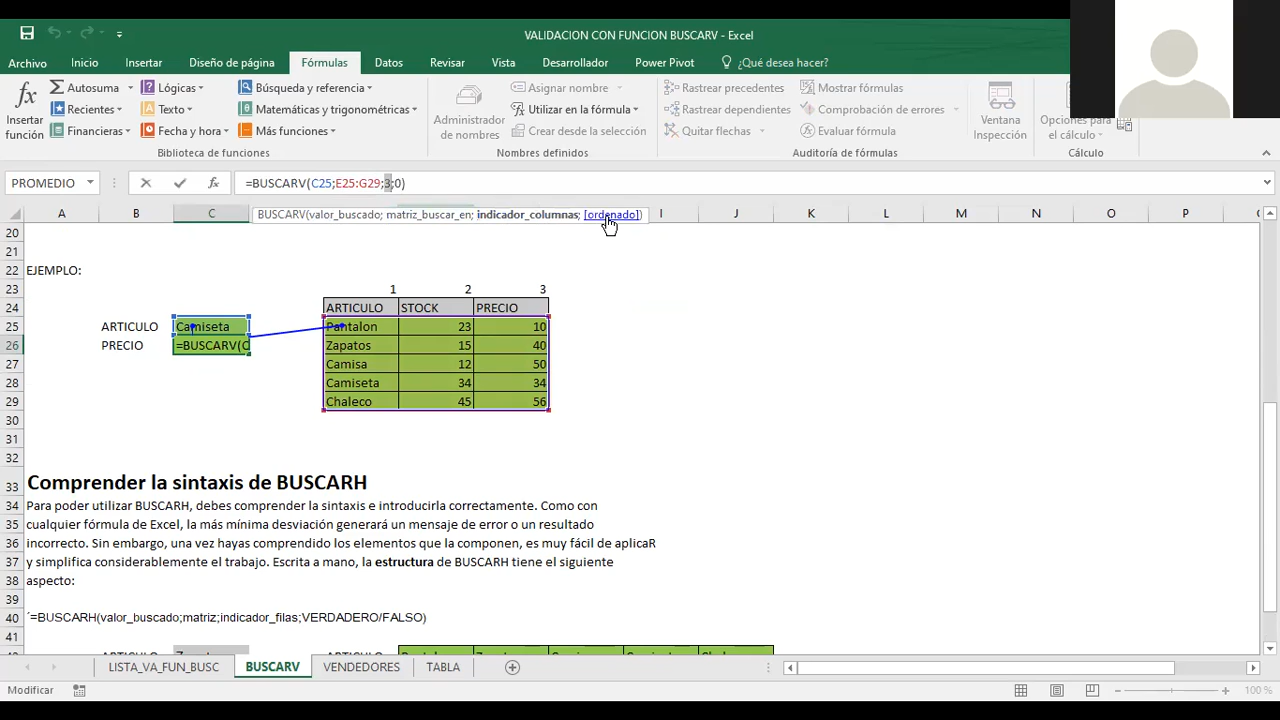 VALIDACION CON FUNCION BUSCARV - Excel
Archivo Inicio Insertar Diseño de página Fórmulas Datos Revisar Vista Desarrollador Power Pivot ¿Qué desea hacer?
fx Insertar función
Autosuma Lógicas Búsqueda y referencia
Recientes Texto Matemáticas y trigonométricas
Financieras Fecha y hora Más funciones
Biblioteca de funciones
Administrador de nombres
Asignar nombre
Utilizar en la fórmula
Crear desde la selección
Nombres definidos
Rastrear precedentes Mostrar fórmulas
Rastrear dependientes Comprobación de errores
Quitar flechas Evaluar fórmula
Auditoría de fórmulas
Ventana Inspección
Opciones para el cálculo
Cálculo
PROMEDIO fx =BUSCARV(C25;E25:G29;3;0)
BUSCARV(valor_buscado; matriz_buscar_en; indicador_columnas; [ordenado])
A B C I J K L M N O P
20
21
22 EJEMPLO:
23 1 2 3
24 ARTICULO STOCK PRECIO
25 ARTICULO Camiseta Pantalon 23 10
26 PRECIO =BUSCARV(C Zapatos 15 40
27 Camisa 12 50
28 Camiseta 34 34
29 Chaleco 45 56
30
31
32
33 Comprender la sintaxis de BUSCARH
34 Para poder utilizar BUSCARH, debes comprender la sintaxis e introducirla correctamente. Como con
35 cualquier fórmula de Excel, la más mínima desviación generará un mensaje de error o un resultado
36 incorrecto. Sin embargo, una vez hayas comprendido los elementos que la componen, es muy fácil de aplicaR
37 y simplifica considerablemente el trabajo. Escrita a mano, la estructura de BUSCARH tiene el siguiente
38 aspecto:
39
40 ´=BUSCARH(valor_buscado;matriz;indicador_filas;VERDADERO/FALSO)
41
LISTA_VA_FUN_BUSC BUSCARV VENDEDORES TABLA
Modificar 100 %